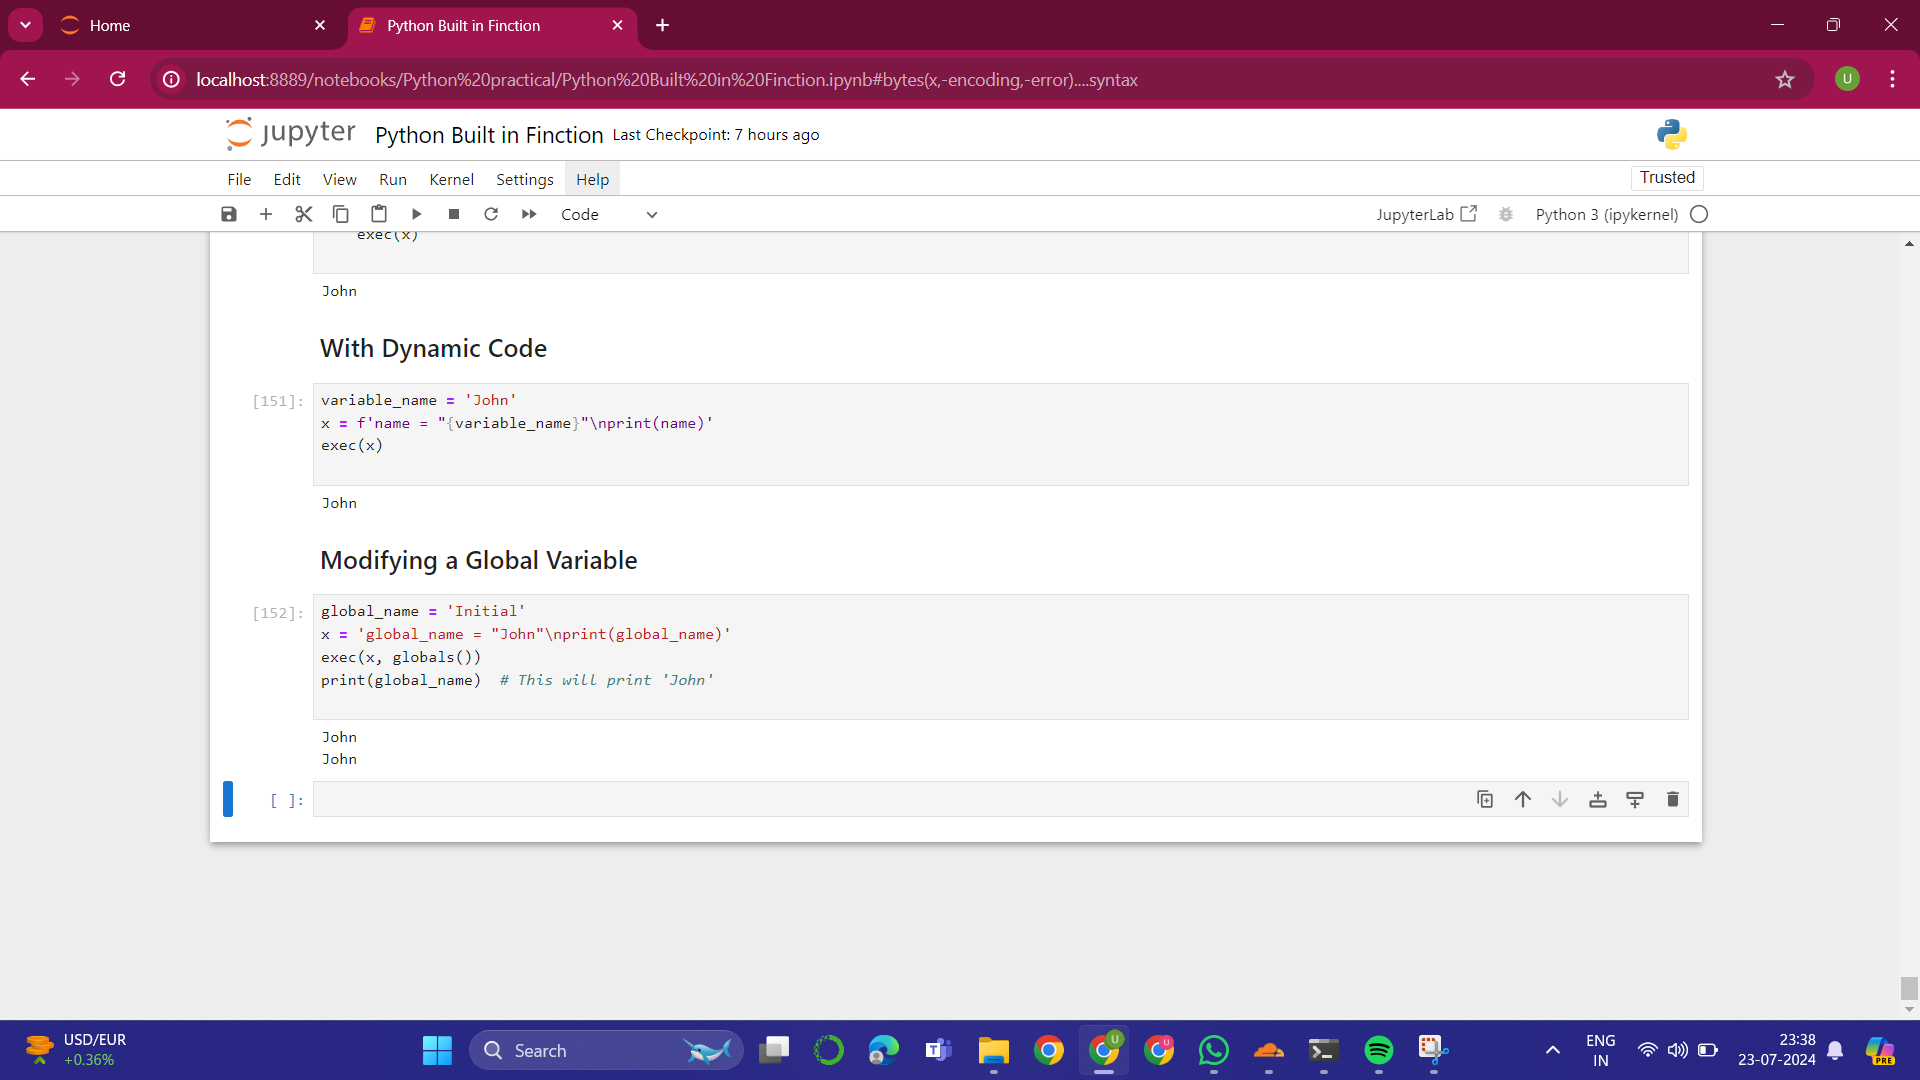 Home
Python Built in Finction
localhost:8889/notebooks/Python%20practical/Python%20Built%20in%20Finction.ipynb#bytes(x,-encoding,-error)....syntax
U
jupyter Python Built in Finction Last Checkpoint: 7 hours ago
File Edit View Run Kernel Settings Help
Trusted
Code
JupyterLab
Python 3 (ipykernel)
exec(x)
John
With Dynamic Code
[151]:
variable_name = 'John'
x = f'name = "{variable_name}"\nprint(name)'
exec(x)
John
Modifying a Global Variable
[152]:
global_name = 'Initial'
x = 'global_name = "John"\nprint(global_name)'
exec(x, globals())
print(global_name)  # This will print 'John'
John
John
[ ]:
USD/EUR
+0.36%
Search
U
U
ENG
IN
23:38
23-07-2024
PRE